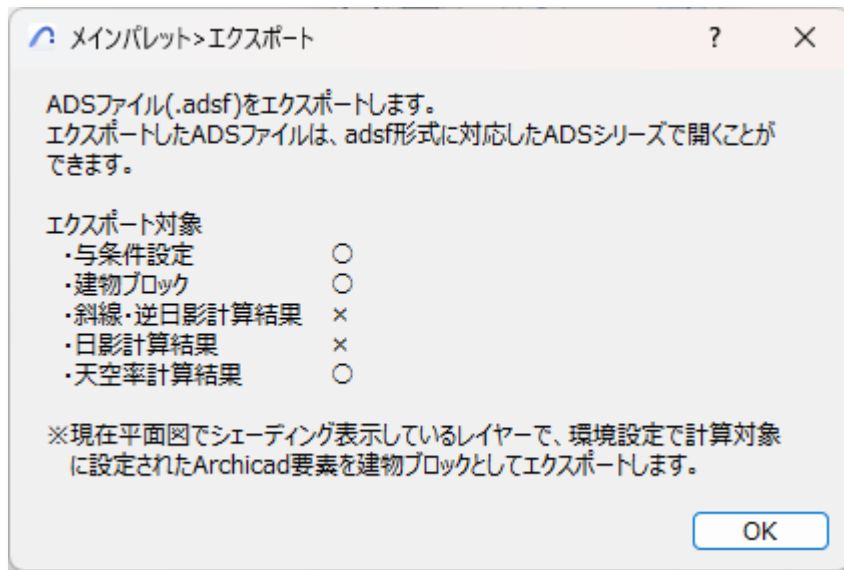 メインパレット>エクスポート
ADSファイル(.adsf)をエクスポートします。
エクスポートしたADSファイルは、adsf形式に対応したADSシリーズで開くことが
できます。
エクスポート対象
・与条件設定 ○
・建物ブロック ○
・斜線・逆日影計算結果 ×
・日影計算結果 ×
・天空率計算結果 ○
※現在平面図でシェーディング表示しているレイヤーで、環境設定で計算対象
に設定されたArchicad要素を建物ブロックとしてエクスポートします。
OK